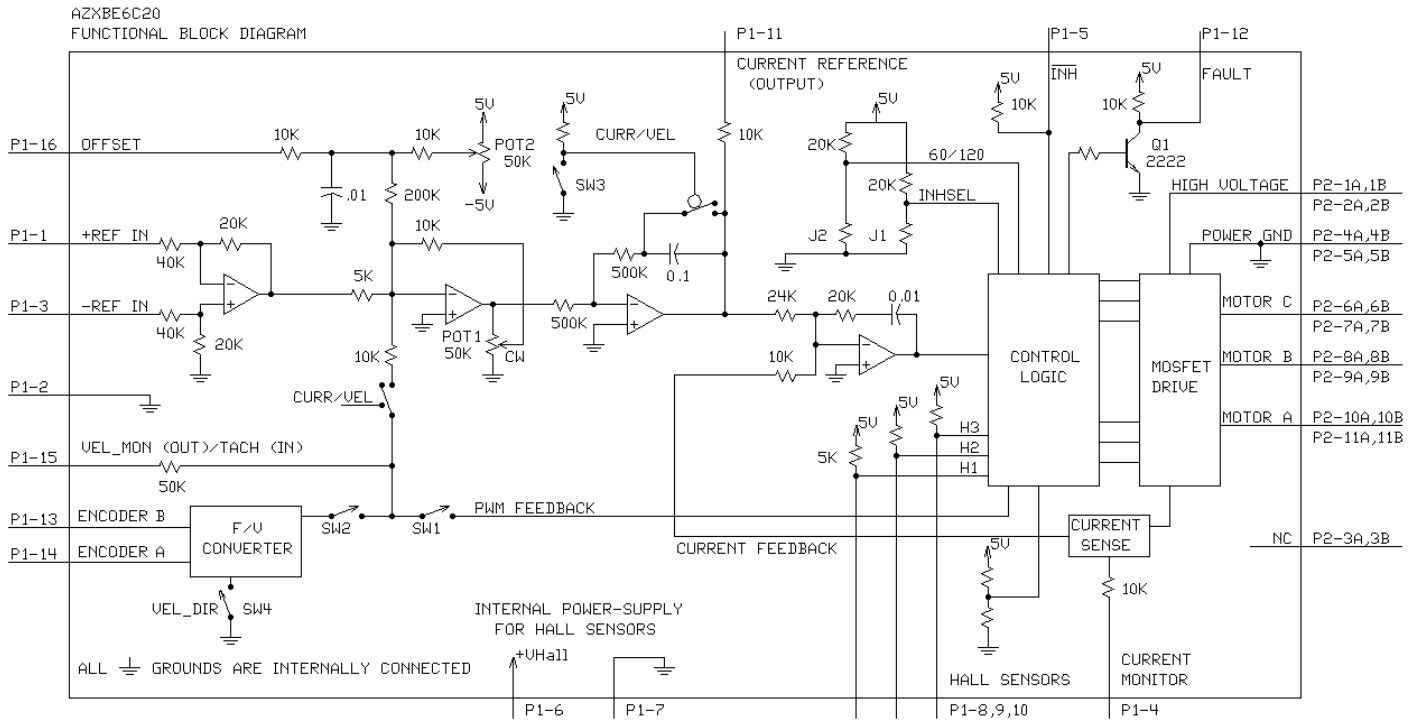 AZXBE6C20
FUNCTIONAL BLOCK DIAGRAM
P1-11
P1-5
P1-12
CURRENT REFERENCE
(OUTPUT)
5V
INH
10K
5V
FAULT
10K
Q1
2222
P1-16
OFFSET
10K
10K
5V
POT2
50K
-5V
.01
200K
5V
CURR/VEL
SW3
10K
5V
20K
60/120
20K
INHSEL
J2
J1
HIGH VOLTAGE
P2-1A,1B
P2-2A,2B
POWER GND
P2-4A,4B
P2-5A,5B
P1-1
+REF IN
40K
20K
10K
5K
500K
0.1
P1-3
-REF IN
40K
20K
POT1
50K
CW
500K
24K
20K
0.01
10K
CONTROL
LOGIC
MOSFET
DRIVE
MOTOR C
P2-6A,6B
P2-7A,7B
MOTOR B
P2-8A,8B
P2-9A,9B
MOTOR A
P2-10A,10B
P2-11A,11B
10K
P1-2
CURR/VEL
5V
5V
5V
H3
H2
H1
5K
P1-15
VEL_MON (OUT)/TACH (IN)
50K
P1-13
ENCODER B
P1-14
ENCODER A
F/V
CONVERTER
SW2
SW1
PWM FEEDBACK
CURRENT FEEDBACK
CURRENT
SENSE
NC
P2-3A,3B
5V
10K
VEL_DIR
SW4
INTERNAL POWER-SUPPLY
FOR HALL SENSORS
+VHall
ALL GROUNDS ARE INTERNALLY CONNECTED
HALL SENSORS
CURRENT
MONITOR
P1-6
P1-7
P1-8,9,10
P1-4